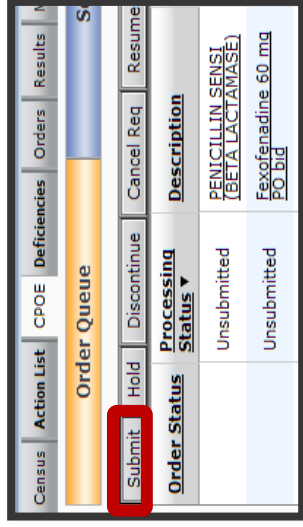 Census Action List CPOE Deficiencies Orders Results
Order Queue
Submit Hold Discontinue Cancel Req Resume
Order Status Processing Status ▼ Description
Unsubmitted PENICILLIN SENSI (BETA LACTAMASE)
Unsubmitted Fexofenadine 60 mg PO bid